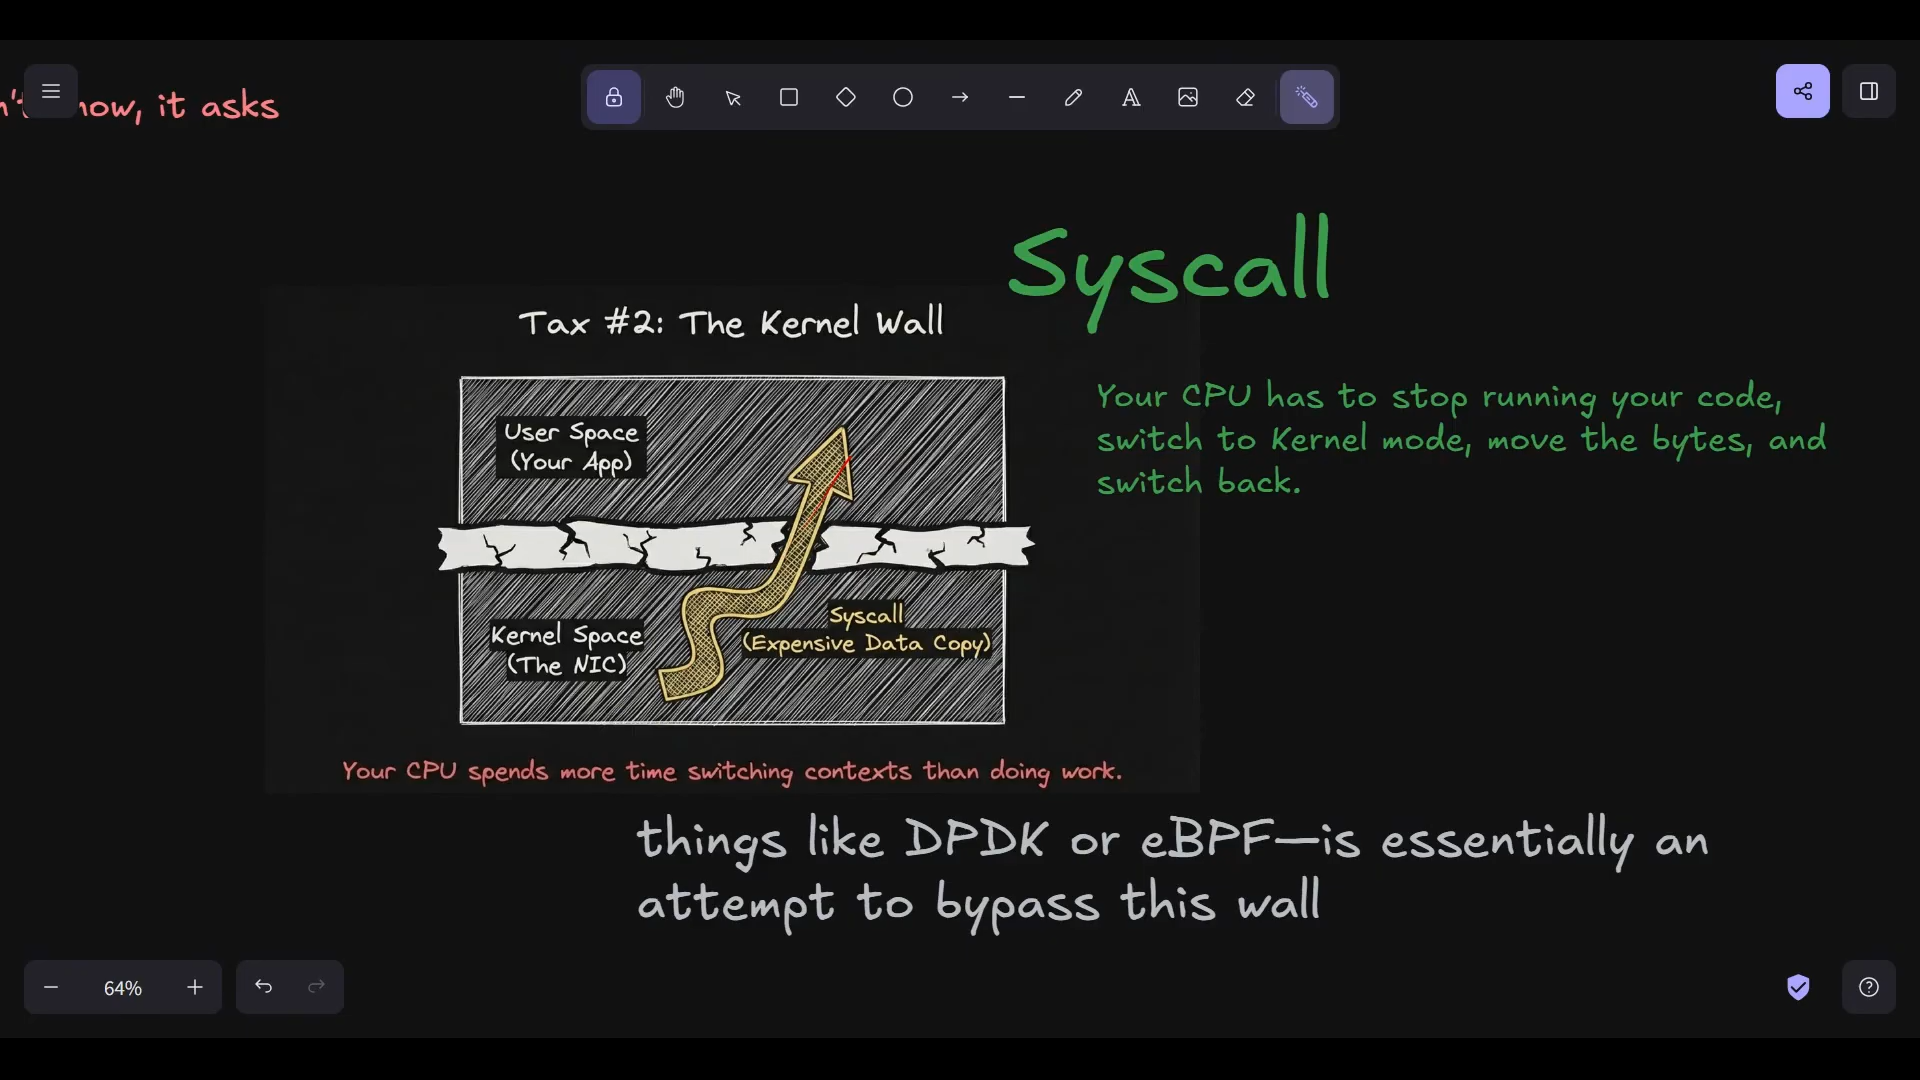 it asks
Syscall
Tax #2: The Kernel Wall
User Space
(Your App)
Kernel Space
(The NIC)
Syscall
(Expensive Data Copy)
Your CPU spends more time switching contexts than doing work.
Your CPU has to stop running your code,
switch to Kernel mode, move the bytes, and
switch back.
things like DPDK or eBPF—is essentially an
attempt to bypass this wall
64%